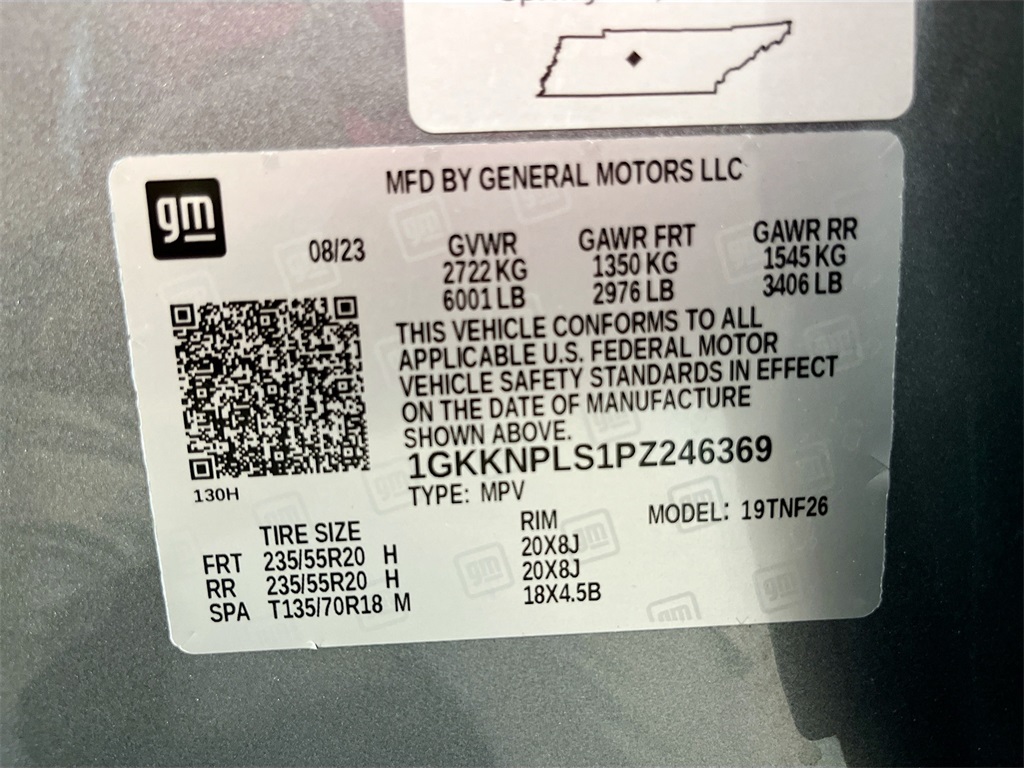 gm
MFD BY GENERAL MOTORS LLC
08/23
GVWR GAWR FRT GAWR RR
2722 KG 1350 KG 1545 KG
6001 LB 2976 LB 3406 LB
THIS VEHICLE CONFORMS TO ALL
APPLICABLE U.S. FEDERAL MOTOR
VEHICLE SAFETY STANDARDS IN EFFECT
ON THE DATE OF MANUFACTURE
SHOWN ABOVE.
1GKKNPLS1PZ246369
130H
TYPE: MPV
MODEL: 19TNF26
TIRE SIZE RIM
FRT 235/55R20 H 20X8J
RR 235/55R20 H 20X8J
SPA T135/70R18 M 18X4.5B